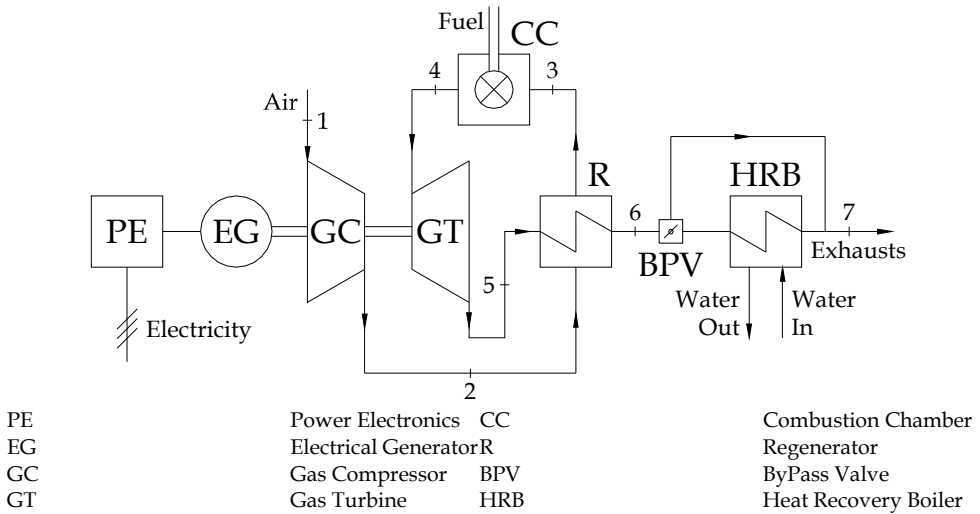 Fuel
CC
4
3
Air
1
R
HRB
PE
EG
GC
GT
6
7
BPV
Exhausts
5
Water
Out
Water
In
Electricity
2
PE Power Electronics CC Combustion Chamber
EG Electrical Generator R Regenerator
GC Gas Compressor BPV ByPass Valve
GT Gas Turbine HRB Heat Recovery Boiler